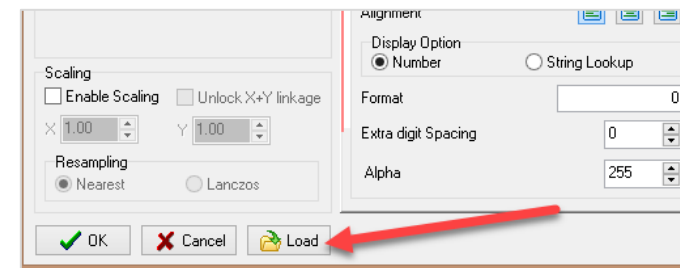 Alignment
Display Option
Number
String Lookup
Scaling
Enable Scaling
Unlock X+Y linkage
Format
0
X 1.00
Y 1.00
Extra digit Spacing
0
Resampling
Nearest
Lanczos
Alpha
255
OK
Cancel
Load